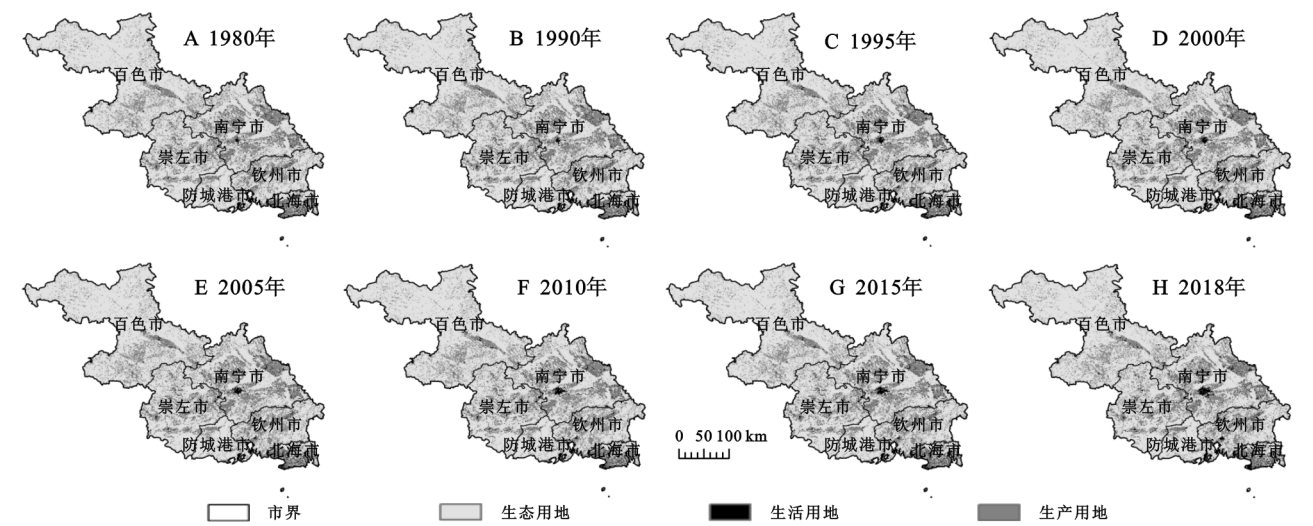 A 1980年
百色市
南宁市
崇左市
钦州市
防城港市
北海市
B 1990年
百色市
南宁市
崇左市
钦州市
防城港市
北海市
C 1995年
百色市
南宁市
崇左市
钦州市
防城港市
北海市
D 2000年
百色市
南宁市
崇左市
钦州市
防城港市
北海市
E 2005年
百色市
南宁市
崇左市
钦州市
防城港市
北海市
F 2010年
百色市
南宁市
崇左市
钦州市
防城港市
北海市
G 2015年
百色市
南宁市
崇左市
钦州市
防城港市
北海市
0 50 100 km
H 2018年
百色市
南宁市
崇左市
钦州市
防城港市
北海市
市界 生态用地 生活用地 生产用地